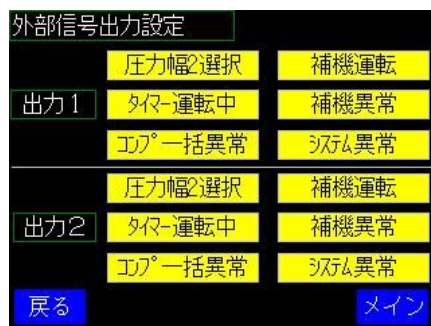 外部信号出力設定
圧力幅2選択 補機運転
出力1 ﾀｲﾏｰ運転中 補機異常
ｺﾝﾌﾟ一括異常 ｼｽﾃﾑ異常
圧力幅2選択 補機運転
出力2 ﾀｲﾏｰ運転中 補機異常
ｺﾝﾌﾟ一括異常 ｼｽﾃﾑ異常
戻る メイン